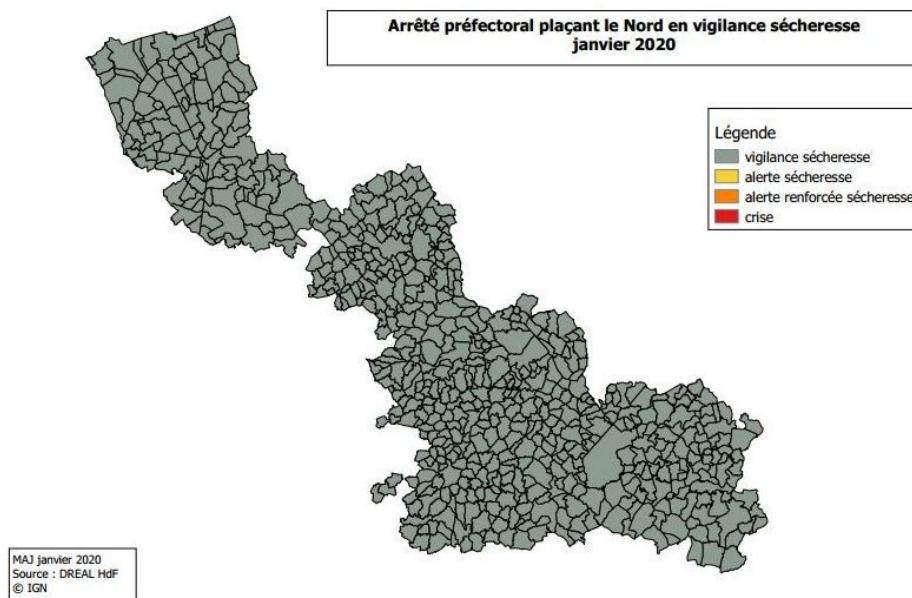 Arrêté préfectoral plaçant le Nord en vigilance sécheresse
janvier 2020
Légende
vigilance sécheresse
alerte sécheresse
alerte renforcée sécheresse
crise
MAJ janvier 2020
Source : DREAL HdF
© IGN